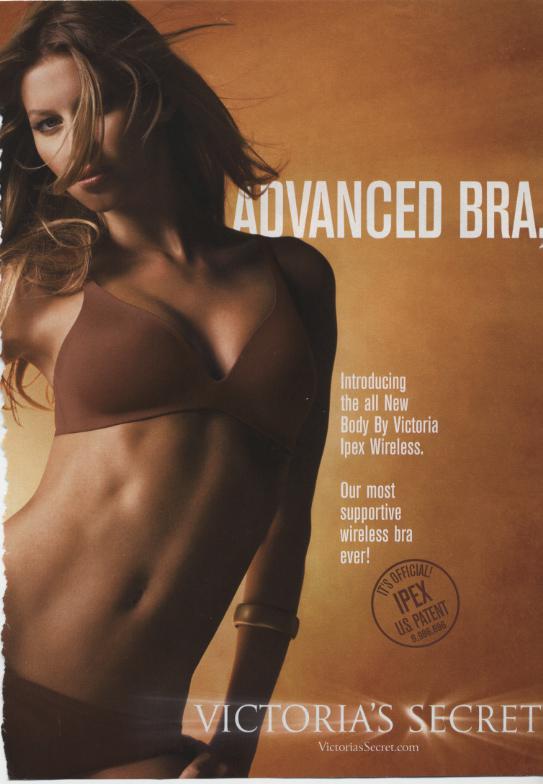 ADVANCED BRA,
Introducing
the all New
Body By Victoria
Ipex Wireless.
Our most
supportive
wireless bra
ever!
IT'S OFFICIAL!
IPEX
U.S. PATENT
VICTORIA'S SECRET
VictoriasSecret.com